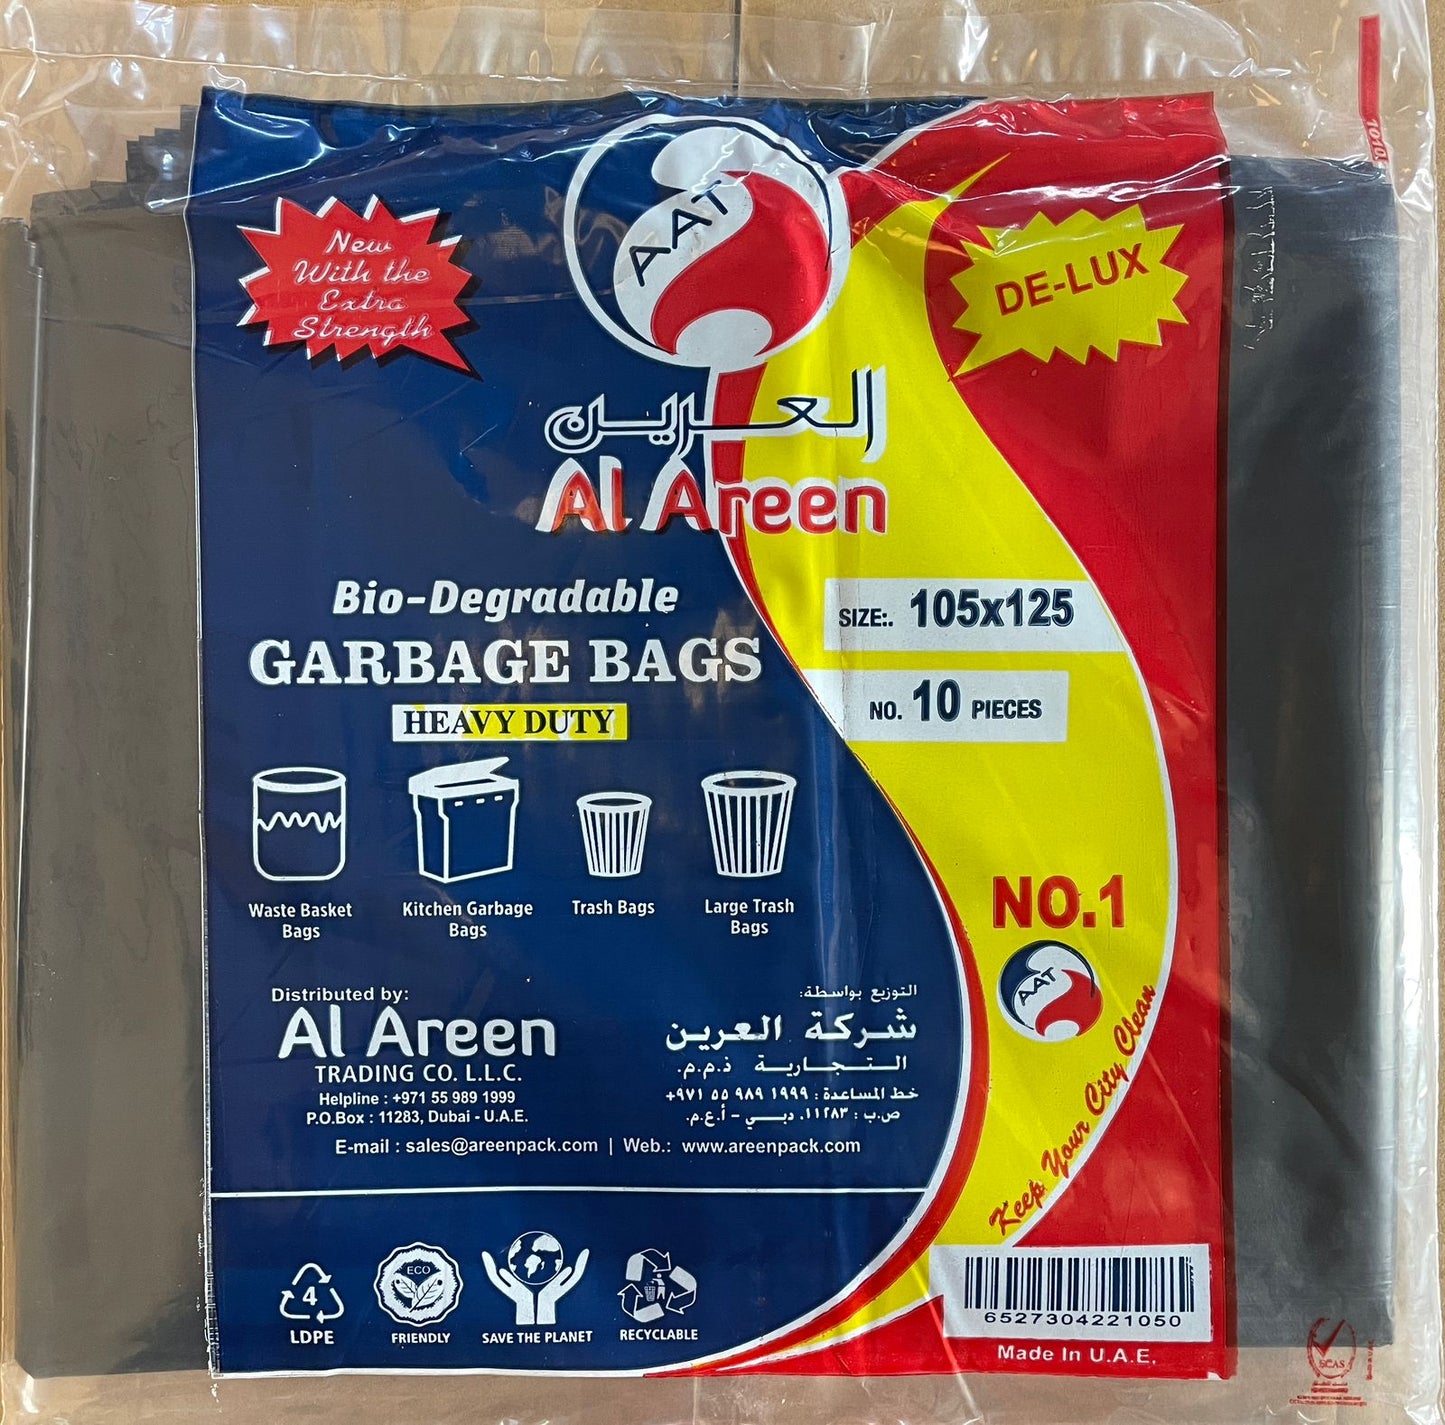 New
With the
Extra
Strength
AAT
DE-LUX
العرين
Al Areen
Bio-Degradable
GARBAGE BAGS
HEAVY DUTY
SIZE:. 105x125
NO. 10 PIECES
Waste Basket
Bags
Kitchen Garbage
Bags
Trash Bags
Large Trash
Bags
NO.1
AAT
Keep Your City Clean
Distributed by:
Al Areen
TRADING CO. L.L.C.
Helpline : +971 55 989 1999
P.O.Box : 11283, Dubai - U.A.E.
التوزيع بواسطة:
شركة العرين
التجارية ذ.م.م.
خط المساعدة : ١٩٩٩ ٩٨٩ ٥٥ ٩٧١+
ص.ب : ١١٢٨٣، دبي - أ.ع.م.
E-mail : sales@areenpack.com | Web.: www.areenpack.com
4
LDPE
ECO
FRIENDLY
SAVE THE PLANET
RECYCLABLE
6527304221050
Made In U.A.E.
ECAS